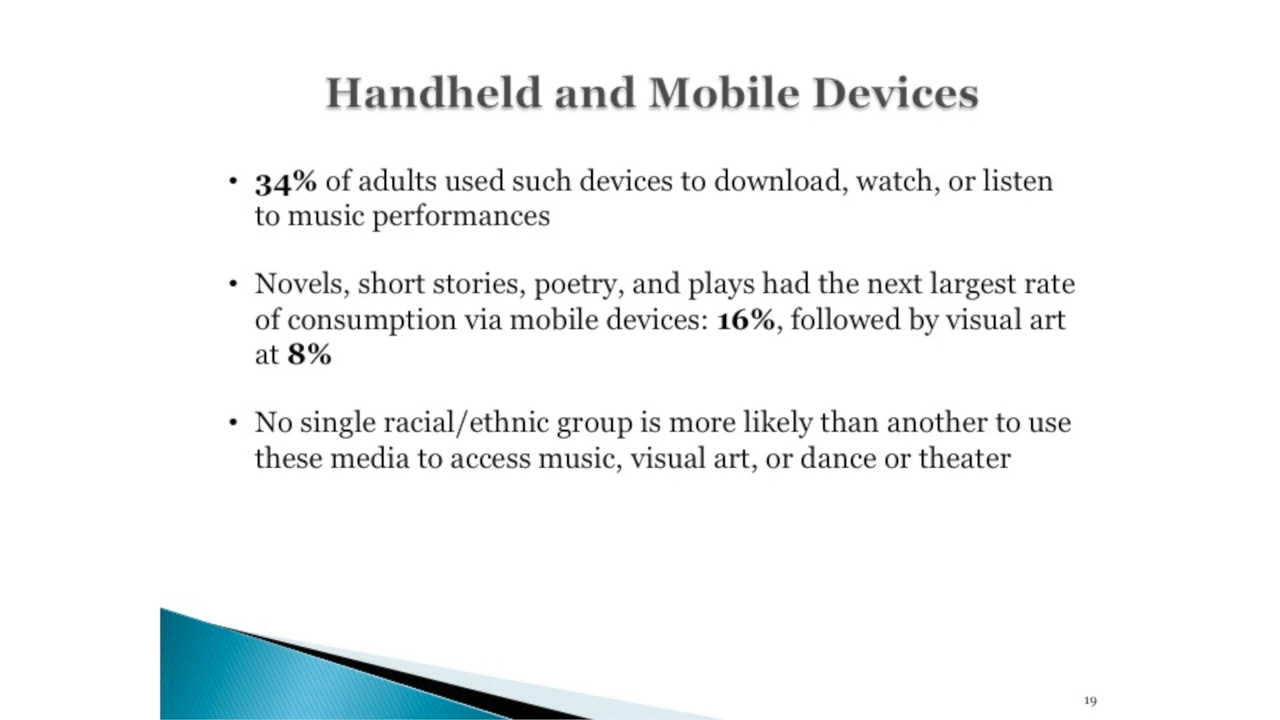 Handheld and Mobile Devices
• 34% of adults used such devices to download, watch, or listen
to music performances
• Novels, short stories, poetry, and plays had the next largest rate
of consumption via mobile devices: 16%, followed by visual art
at 8%
• No single racial/ethnic group is more likely than another to use
these media to access music, visual art, or dance or theater
19